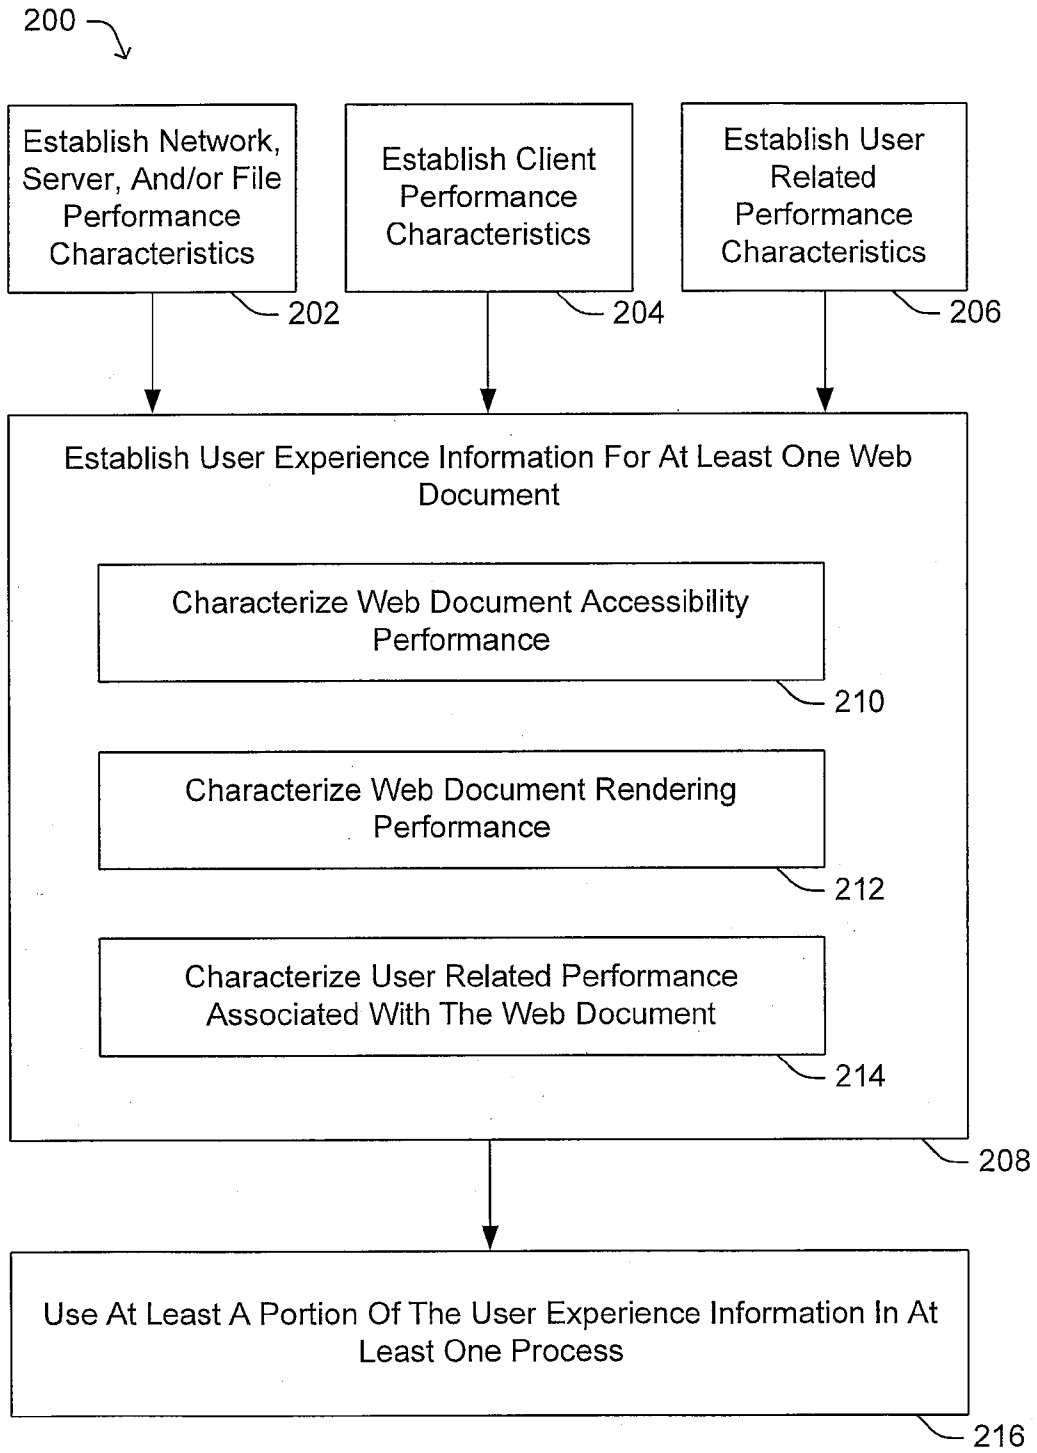 200
Establish Network,
Server, And/or File
Performance
Characteristics
202
Establish Client
Performance
Characteristics
204
Establish User
Related
Performance
Characteristics
206
Establish User Experience Information For At Least One Web
Document
Characterize Web Document Accessibility
Performance
210
Characterize Web Document Rendering
Performance
212
Characterize User Related Performance
Associated With The Web Document
214
208
Use At Least A Portion Of The User Experience Information In At
Least One Process
216